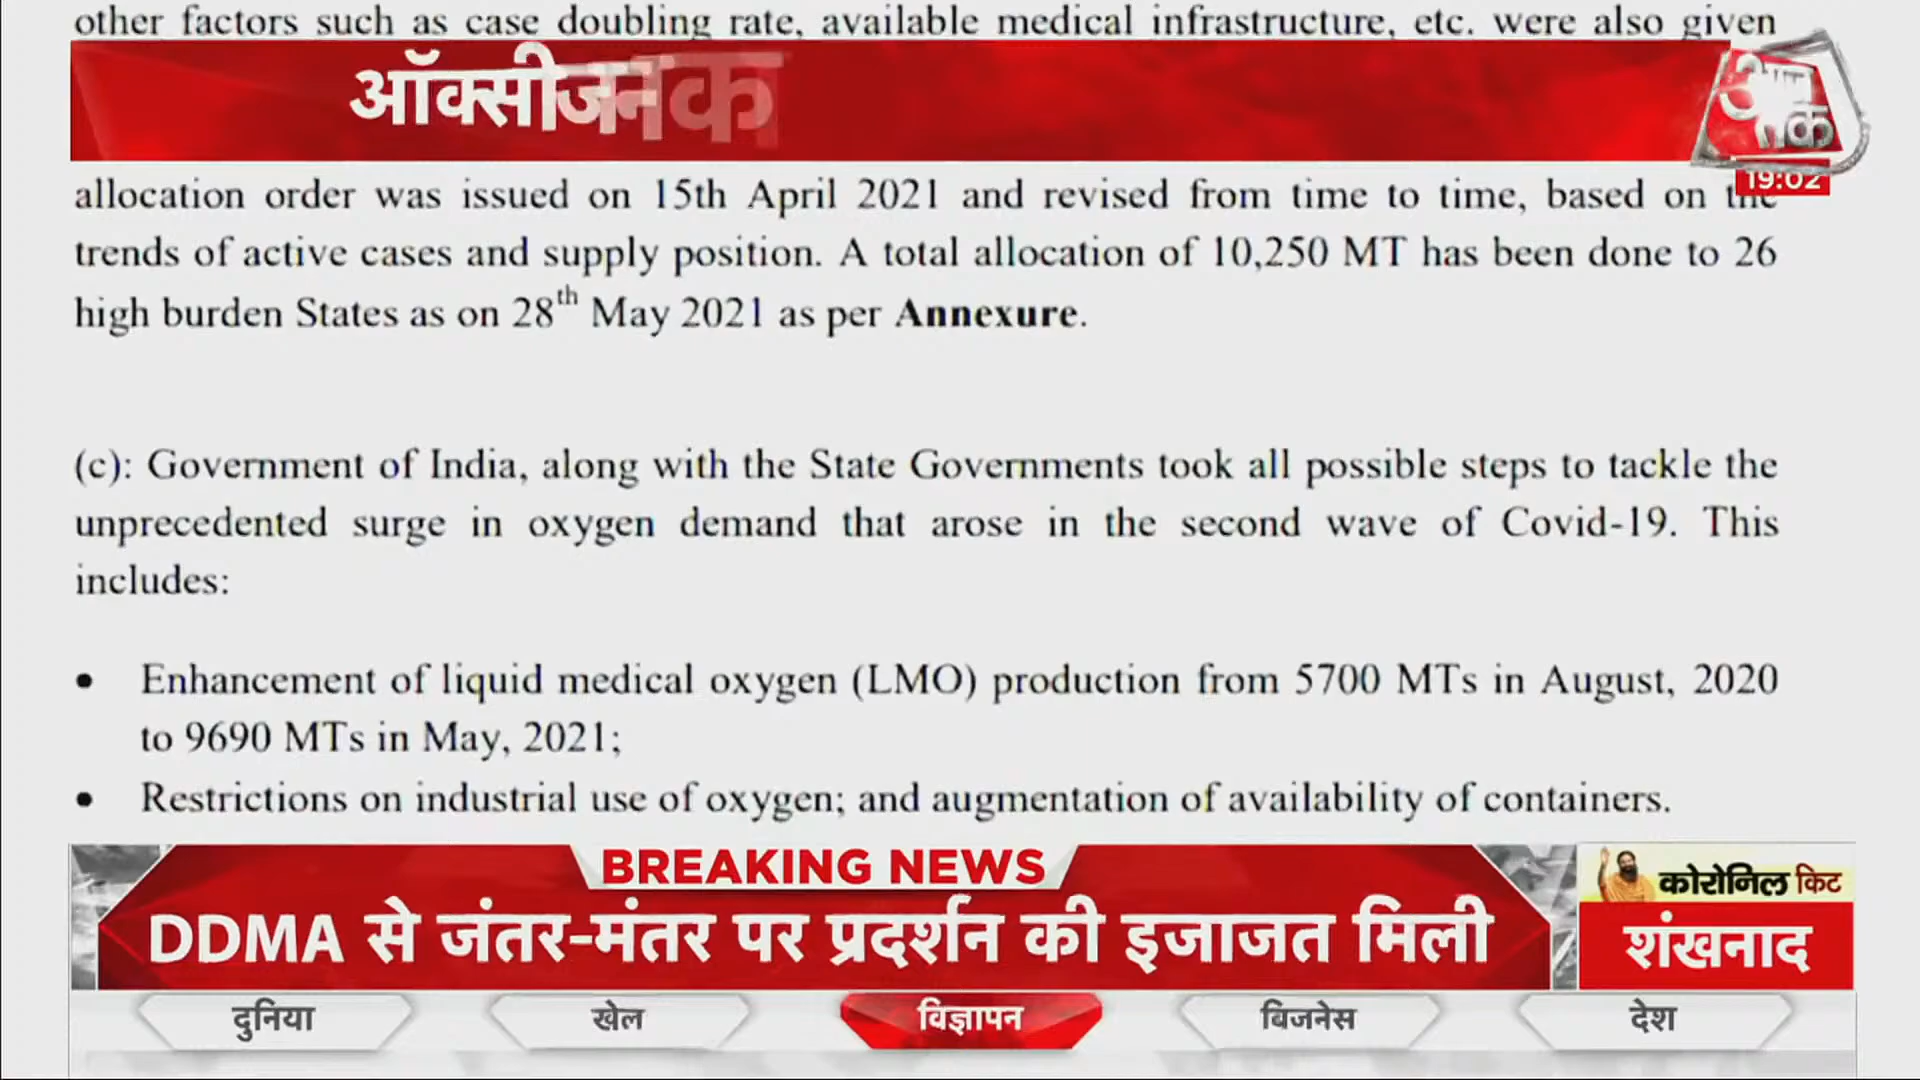 other factors such as case doubling rate, available medical infrastructure, etc. were also given
ऑक्सीजन क
आज तक
19:02
allocation order was issued on 15th April 2021 and revised from time to time, based on the
trends of active cases and supply position. A total allocation of 10,250 MT has been done to 26
high burden States as on 28th May 2021 as per Annexure.
(c): Government of India, along with the State Governments took all possible steps to tackle the
unprecedented surge in oxygen demand that arose in the second wave of Covid-19. This
includes:
• Enhancement of liquid medical oxygen (LMO) production from 5700 MTs in August, 2020
to 9690 MTs in May, 2021;
• Restrictions on industrial use of oxygen; and augmentation of availability of containers.
BREAKING NEWS
DDMA से जंतर-मंतर पर प्रदर्शन की इजाजत मिली
कोरोनिल किट
शंखनाद
दुनिया
खेल
विज्ञापन
बिजनेस
देश